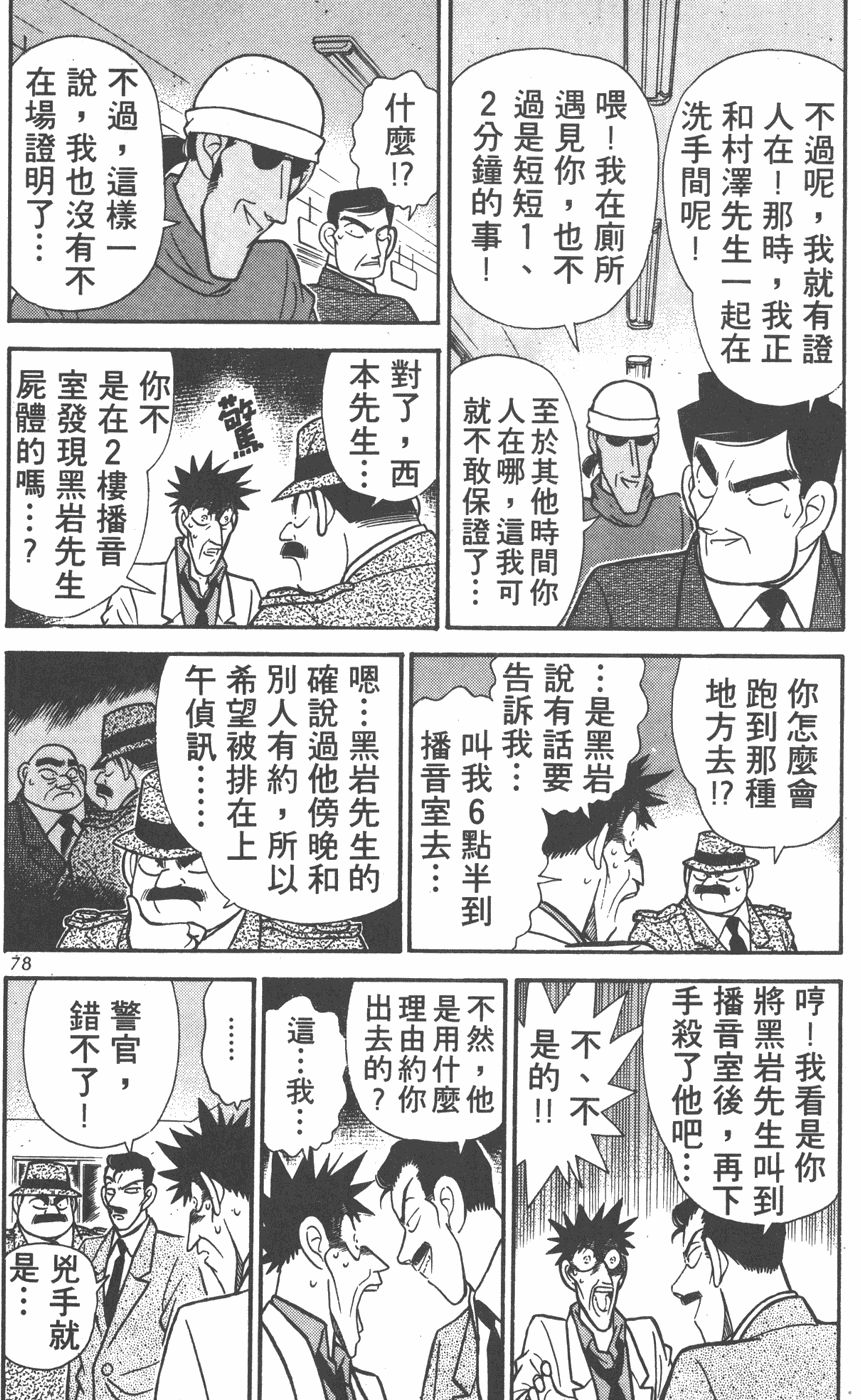 不過呢，我就有證
人在！那時，我正
和村澤先生一起在
洗手間呢！
喂！我在廁所
遇見你，也不
過是短短1、
2分鐘的事！
至於其他時間你
人在哪，這我可
就不敢保證了…
什麼!?
不過，這樣一
說，我也沒有不
在場證明了…
對了，西
本先生…
驚
你不
是在2樓播音
室發現黑岩先生
屍體的嗎…？
你怎麼會
跑到那種
地方去!?
…是黑岩
說有話要
告訴我…
叫我6點半到
播音室去…
嗯…黑岩先生的
確說過他傍晚和
別人有約，所以
希望被排在上
午偵訊……
78
哼！我看是你
將黑岩先生叫到
播音室後，再下
手殺了他吧…
不、不
是的!!
不然，他
是用什麼
理由約你
出去的？
這…我…
……
警官，
錯不了！
兇手就
是…